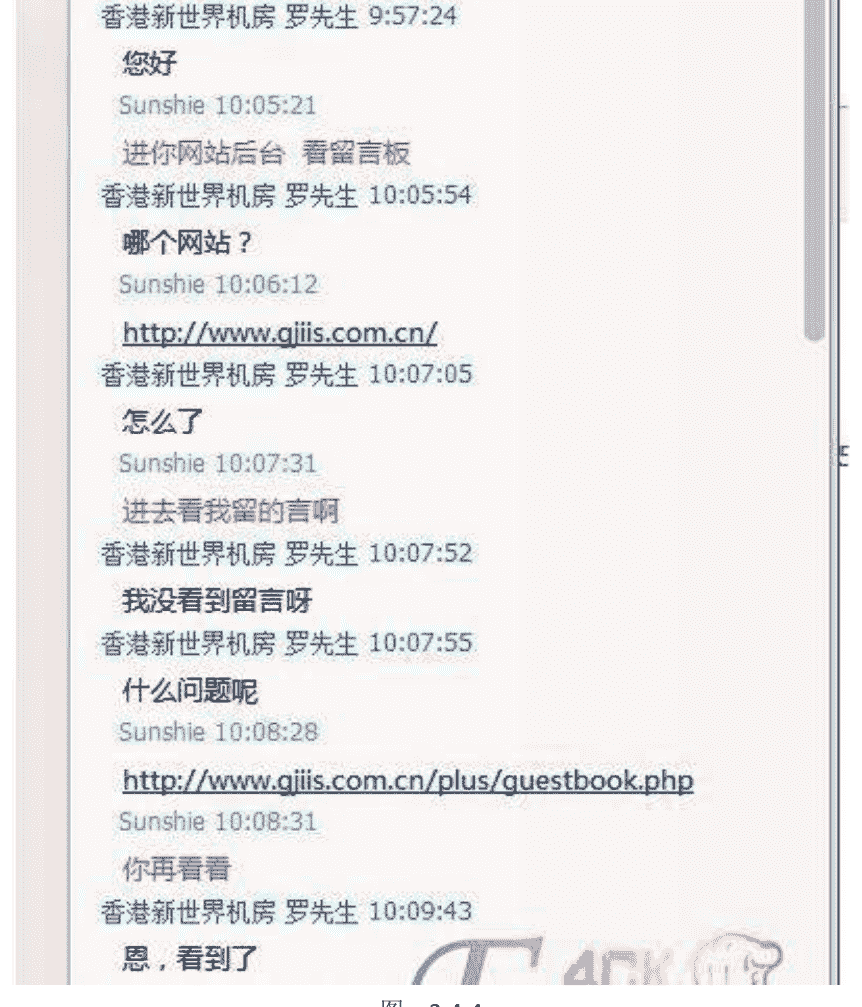 香港新世界机房 罗先生 9:57:24
您好
Sunshie 10:05:21
进你网站后台 看留言板
香港新世界机房 罗先生 10:05:54
哪个网站？
Sunshie 10:06:12
http://www.gjiis.com.cn/
香港新世界机房 罗先生 10:07:05
怎么了
Sunshie 10:07:31
进去看我留的言啊
香港新世界机房 罗先生 10:07:52
我没看到留言呀
香港新世界机房 罗先生 10:07:55
什么问题呢
Sunshie 10:08:28
http://www.gjiis.com.cn/plus/guestbook.php
Sunshie 10:08:31
你再看看
香港新世界机房 罗先生 10:09:43
恩，看到了